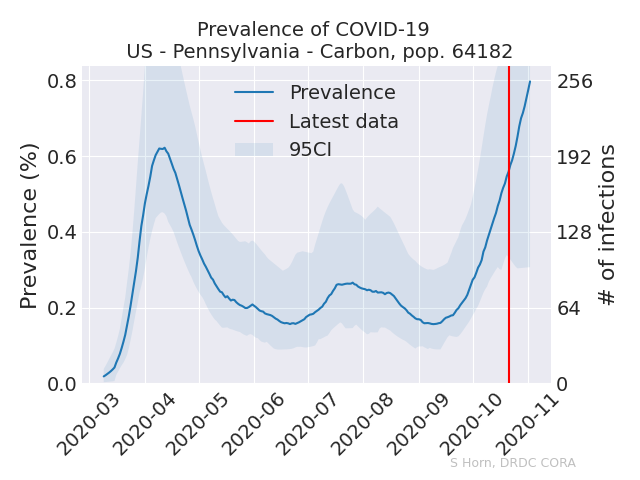 Prevalence of COVID-19
US - Pennsylvania - Carbon, pop. 64182
Prevalence
Latest data
95CI
Prevalence (%)
0.8
0.6
0.4
0.2
0.0
256
192
128
64
0
# of infections
2020-03
2020-04
2020-05
2020-06
2020-07
2020-08
2020-09
2020-10
2020-11
S Horn, DRDC CORA